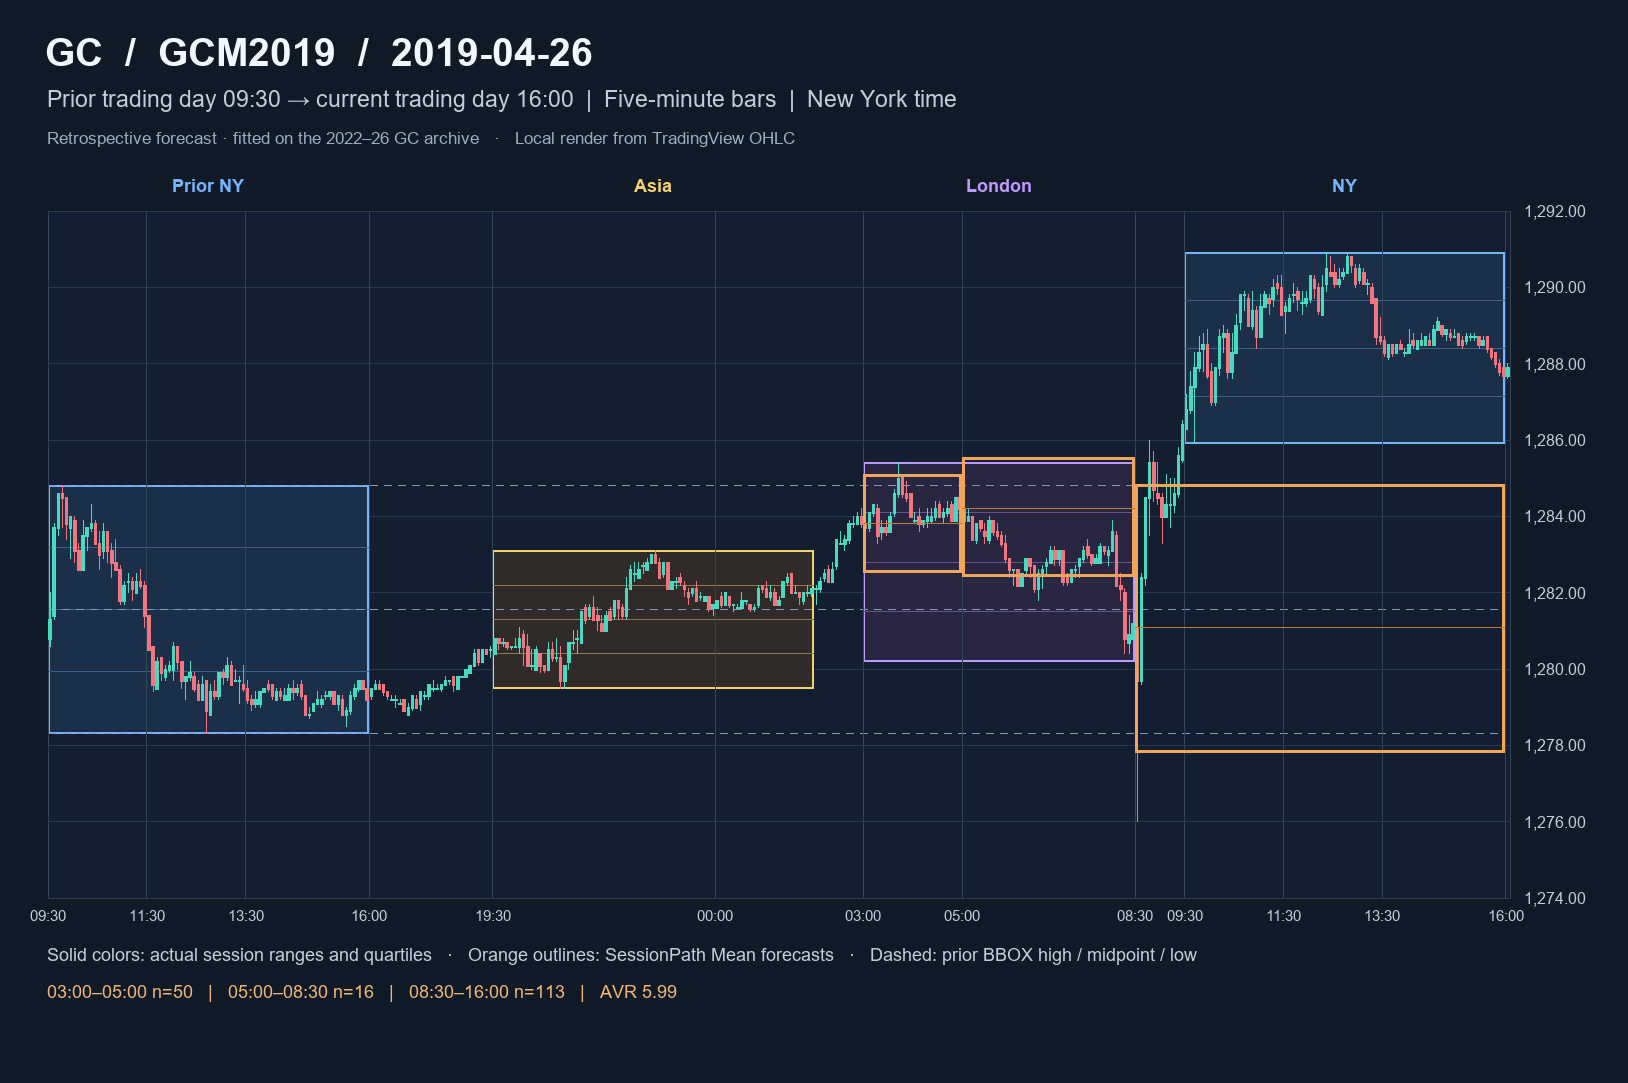 GC / GCM2019 / 2019-04-26
Prior trading day 09:30 → current trading day 16:00 | Five-minute bars | New York time
Retrospective forecast · fitted on the 2022–26 GC archive · Local render from TradingView OHLC
Prior NY Asia London NY
1,292.00
1,290.00
1,288.00
1,286.00
1,284.00
1,282.00
1,280.00
1,278.00
1,276.00
1,274.00
09:30 11:30 13:30 16:00 19:30 00:00 03:00 05:00 08:30 09:30 11:30 13:30 16:00
Solid colors: actual session ranges and quartiles · Orange outlines: SessionPath Mean forecasts · Dashed: prior BBOX high / midpoint / low
03:00–05:00 n=50 | 05:00–08:30 n=16 | 08:30–16:00 n=113 | AVR 5.99